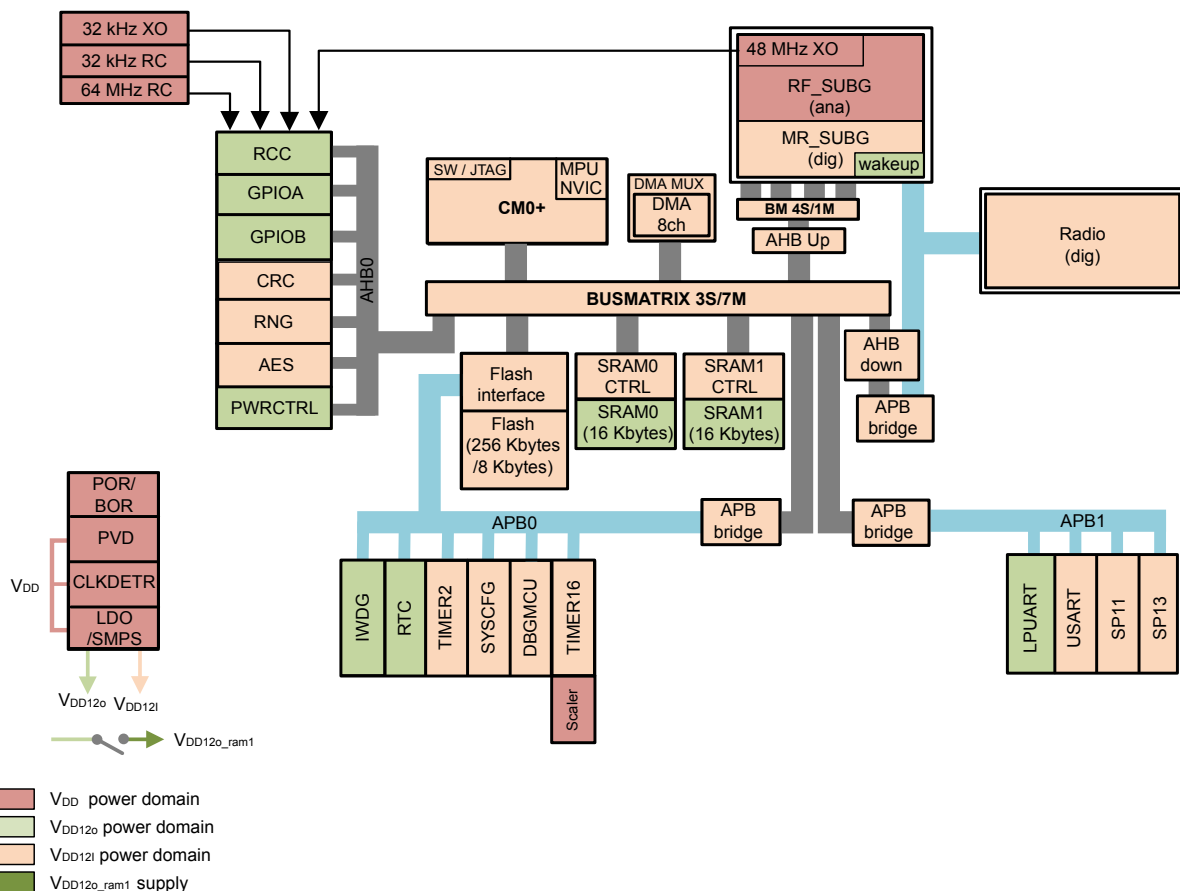 32 kHz XO
32 kHz RC
64 MHz RC
48 MHz XO
RF_SUBG
(ana)
MR_SUBG
(dig)
wakeup
RCC
GPIOA
GPIOB
CRC
RNG
AES
PWRCTRL
AHB0
SW / JTAG
MPU
NVIC
CM0+
DMA MUX
DMA
8ch
BM 4S/1M
AHB Up
Radio
(dig)
BUSMATRIX 3S/7M
Flash
interface
Flash
(256 Kbytes
/8 Kbytes)
SRAM0
CTRL
SRAM0
(16 Kbytes)
SRAM1
CTRL
SRAM1
(16 Kbytes)
AHB
down
APB
bridge
POR/
BOR
PVD
CLKDETR
LDO
/SMPS
VDD
VDD12o
VDD12I
VDD12o_ram1
APB0
APB
bridge
APB
bridge
APB1
IWDG
RTC
TIMER2
SYSCFG
DBGMCU
TIMER16
Scaler
LPUART
USART
SP11
SP13
VDD power domain
VDD12o power domain
VDD12I power domain
VDD12o_ram1 supply